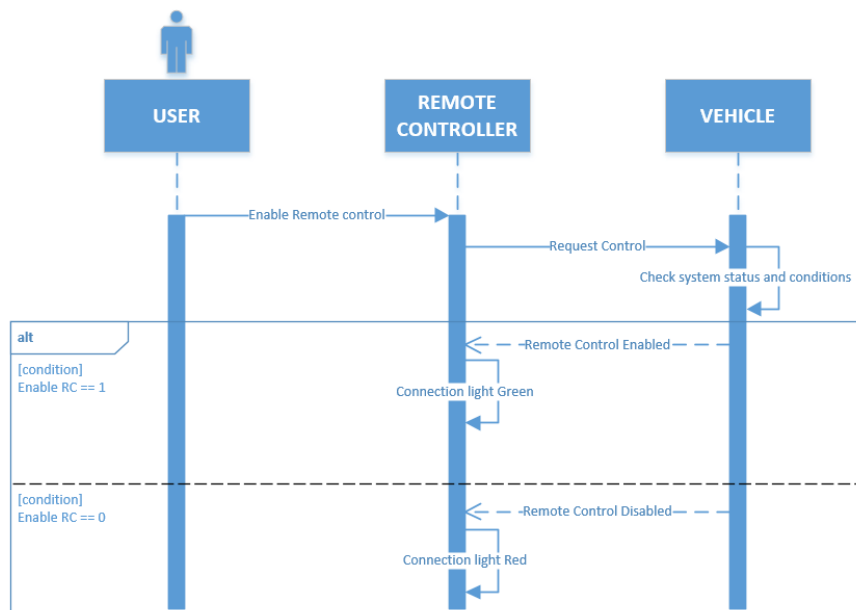 USER
REMOTE
CONTROLLER
VEHICLE
Enable Remote control
Request Control
Check system status and conditions
alt
Remote Control Enabled
[condition]
Enable RC == 1
Connection light Green
[condition]
Enable RC == 0
Remote Control Disabled
Connection light Red